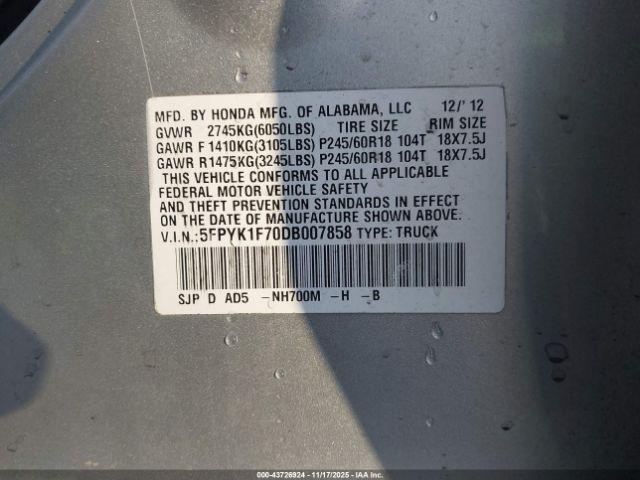 MFD. BY HONDA MFG. OF ALABAMA, LLC 12/'12
GVWR 2745KG(6050LBS) TIRE SIZE RIM SIZE
GAWR F 1410KG(3105LBS) P245/60R18 104T 18X7.5J
GAWR R1475KG(3245LBS) P245/60R18 104T 18X7.5J
THIS VEHICLE CONFORMS TO ALL APPLICABLE
FEDERAL MOTOR VEHICLE SAFETY
AND THEFT PREVENTION STANDARDS IN EFFECT
ON THE DATE OF MANUFACTURE SHOWN ABOVE.
V.I.N.:5FPYK1F70DB007858 TYPE: TRUCK
SJP D AD5 -NH700M -H -B
000-43726924 - 11/17/2025 - IAAI.COM